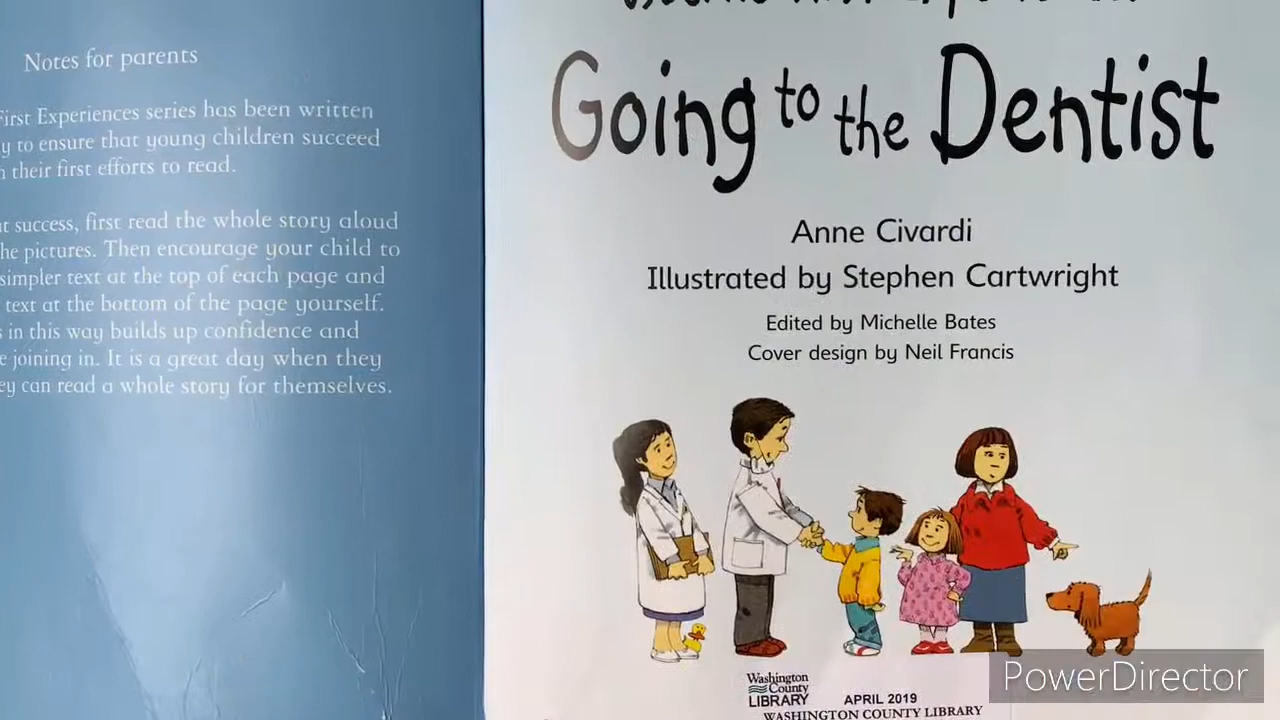 Notes for parents
First Experiences series has been written
y to ensure that young children succeed
their first efforts to read.
success, first read the whole story aloud
he pictures. Then encourage your child to
simpler text at the top of each page and
text at the bottom of the page yourself.
in this way builds up confidence and
joining in. It is a great day when they
ey can read a whole story for themselves.
Going to the Dentist
Anne Civardi
Illustrated by Stephen Cartwright
Edited by Michelle Bates
Cover design by Neil Francis
Washington
County
LIBRARY
APRIL 2019
WASHINGTON COUNTY LIBRARY
PowerDirector